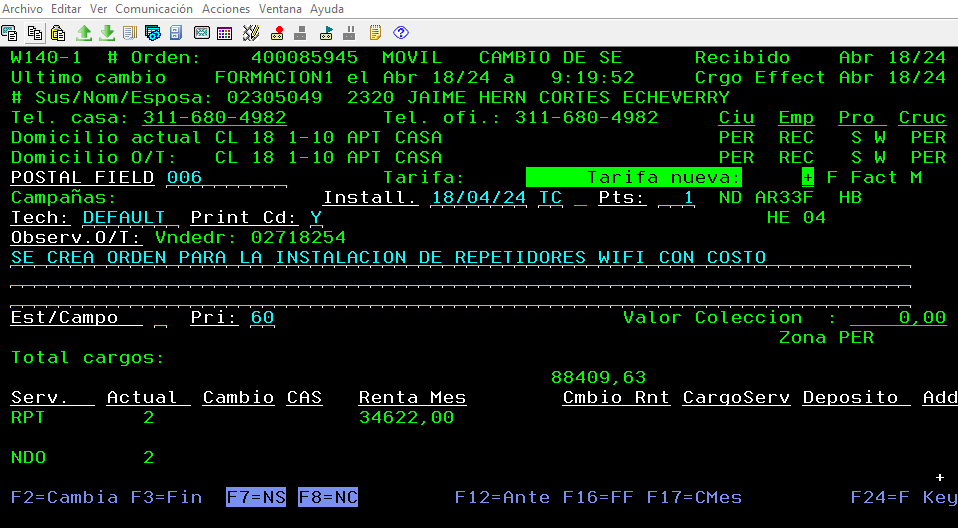 Archivo Editar Ver Comunicación Acciones Ventana Ayuda
W140-1 # Orden: 400085945 MOVIL CAMBIO DE SE Recibido Abr 18/24
Ultimo cambio FORMACION1 el Abr 18/24 a 9:19:52 Crgo Effect Abr 18/24
# Sus/Nom/Esposa: 02305049 2320 JAIME HERN CORTES ECHEVERRY
Tel. casa: 311-680-4982 Tel. ofi.: 311-680-4982 Ciu Emp Pro Cruc
Domicilio actual CL 18 1-10 APT CASA PER REC S W PER
Domicilio O/T: CL 18 1-10 APT CASA PER REC S W PER
POSTAL FIELD 006 Tarifa: Tarifa nueva: + F Fact M
Campañas: Install. 18/04/24 TC _ Pts: 1 ND AR33F HB
Tech: DEFAULT Print Cd: Y HE 04
Observ.O/T: Vndedr: 02718254
SE CREA ORDEN PARA LA INSTALACION DE REPETIDORES WIFI CON COSTO
Est/Campo _ Pri: 60 Valor Coleccion : 0,00
Zona PER
Total cargos:
88409,63
Serv. Actual Cambio CAS Renta Mes Cmbio Rnt CargoServ Deposito Add
RPT 2 34622,00
NDO 2
+
F2=Cambia F3=Fin F7=NS F8=NC F12=Ante F16=FF F17=CMes F24=F Key